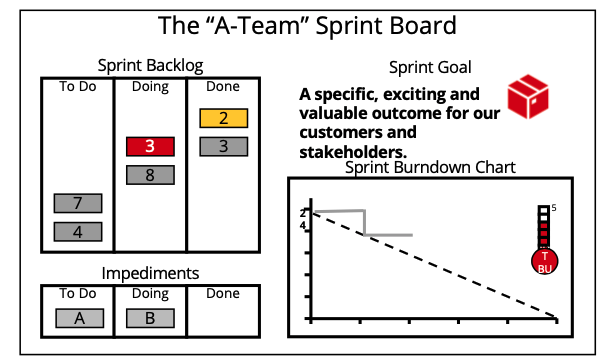 The “A-Team” Sprint Board
Sprint Backlog
To Do Doing Done
2
3 3
8
7
4
Impediments
To Do Doing Done
A B
Sprint Goal
A specific, exciting and
valuable outcome for our
customers and
stakeholders.
Sprint Burndown Chart
2
4
5
T
BU